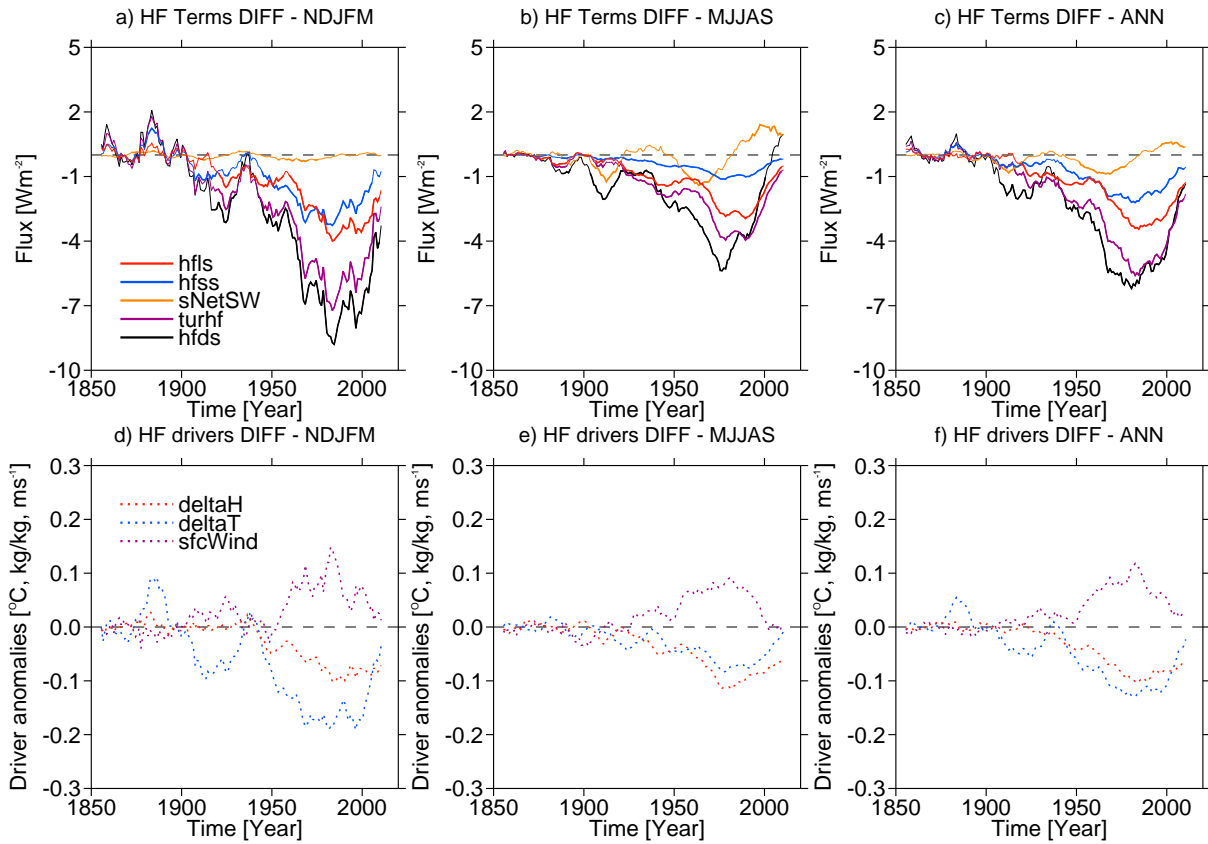 a) HF Terms DIFF - NDJFM
b) HF Terms DIFF - MJJAS
c) HF Terms DIFF - ANN
5
2
-1
-4
-7
-10
Flux [Wm⁻²]
hfls
hfss
sNetSW
turhf
hfds
1850 1900 1950 2000
Time [Year]
5
2
-1
-4
-7
-10
Flux [Wm⁻²]
1850 1900 1950 2000
Time [Year]
5
2
-1
-4
-7
-10
Flux [Wm⁻²]
1850 1900 1950 2000
Time [Year]
d) HF drivers DIFF - NDJFM
e) HF drivers DIFF - MJJAS
f) HF drivers DIFF - ANN
0.3
0.2
0.1
0.0
-0.1
-0.2
-0.3
Driver anomalies [°C, kg/kg, ms⁻¹]
deltaH
deltaT
sfcWind
1850 1900 1950 2000
Time [Year]
0.3
0.2
0.1
0.0
-0.1
-0.2
-0.3
Driver anomalies [°C, kg/kg, ms⁻¹]
1850 1900 1950 2000
Time [Year]
0.3
0.2
0.1
0.0
-0.1
-0.2
-0.3
Driver anomalies [°C, kg/kg, ms⁻¹]
1850 1900 1950 2000
Time [Year]